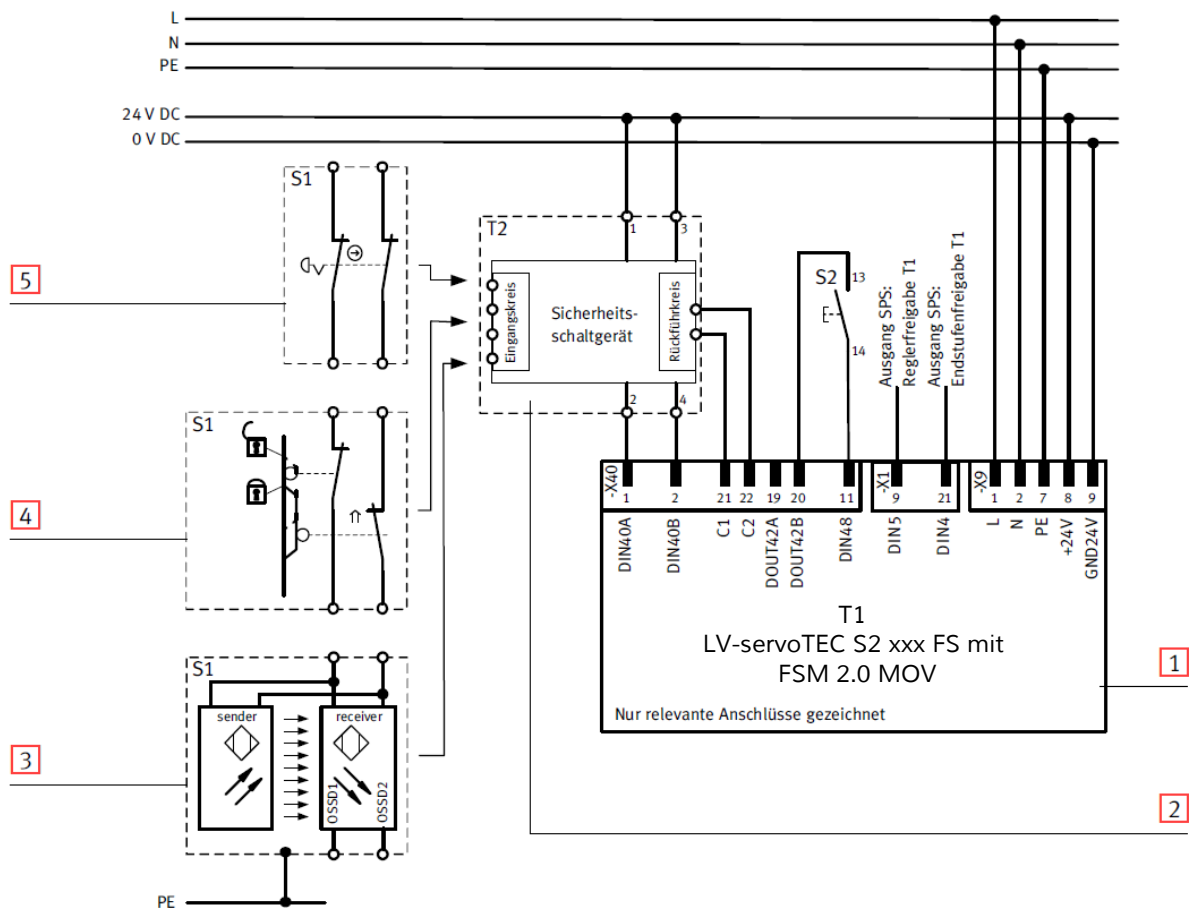 L
N
PE
24 V DC
0 V DC
S1
5
T2
1
3
Eingangskreis
Sicherheits-
schaltgerät
Rückführkreis
2
4
S2
13
14
Ausgang SPS:
Reglerfreigabe T1
Ausgang SPS:
Endstufenfreigabe T1
S1
4
-X40
1
2
21
22
19
20
11
-X1
9
21
-X9
1
2
7
8
9
DIN40A
DIN40B
C1
C2
DOUT42A
DOUT42B
DIN48
DIN5
DIN4
L
N
PE
+24V
GND24V
T1
LV-servoTEC S2 xxx FS mit
FSM 2.0 MOV
Nur relevante Anschlüsse gezeichnet
1
S1
sender
receiver
OSSD1
OSSD2
3
2
PE